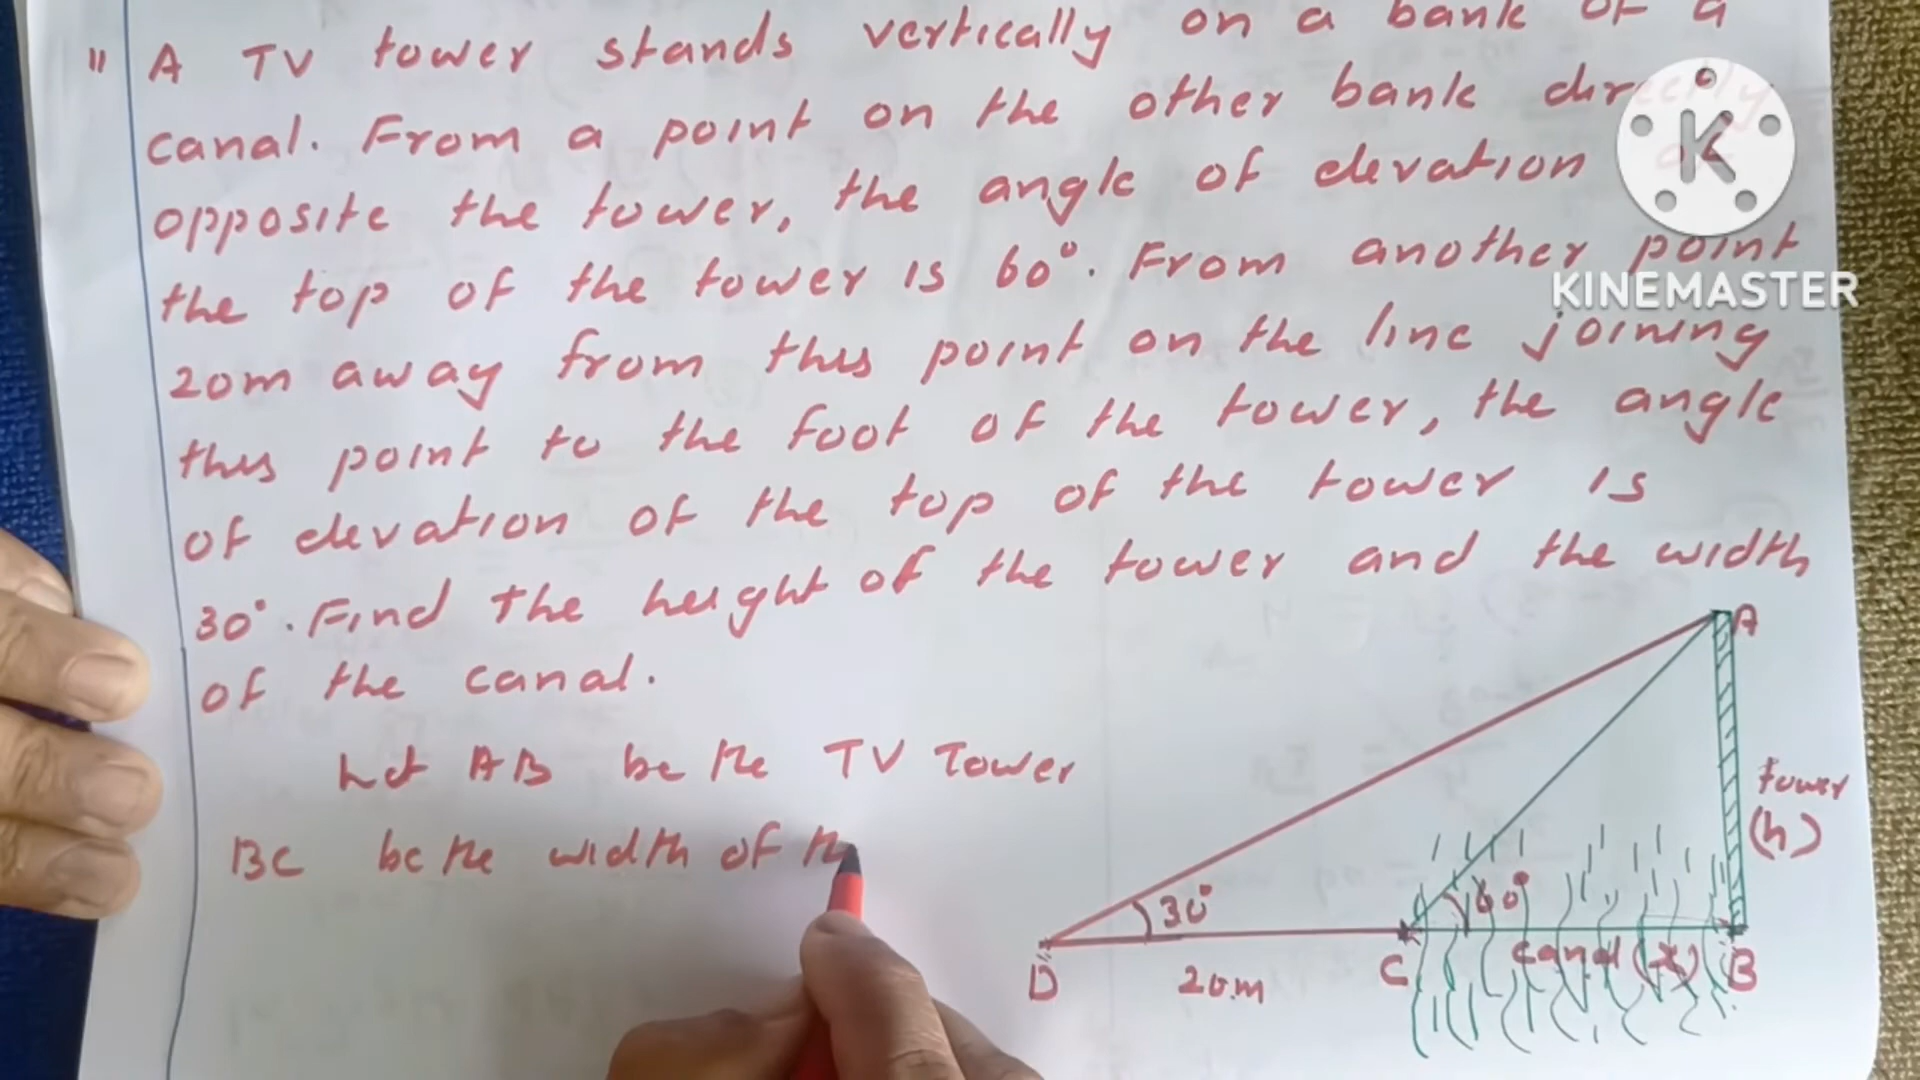 11 A TV tower stands vertically on a bank of a
canal. From a point on the other bank directly
opposite the tower, the angle of elevation
the top of the tower is 60°. From another point
20m away from this point on the line joining
this point to the foot of the tower, the angle
of elevation of the top of the tower is
30°. Find the height of the tower and the width
of the canal.
Let AB be the TV Tower
BC be the width of th
K
KINEMASTER
A
tower
(h)
30°
60°
D
20m
C
canal (x)
B